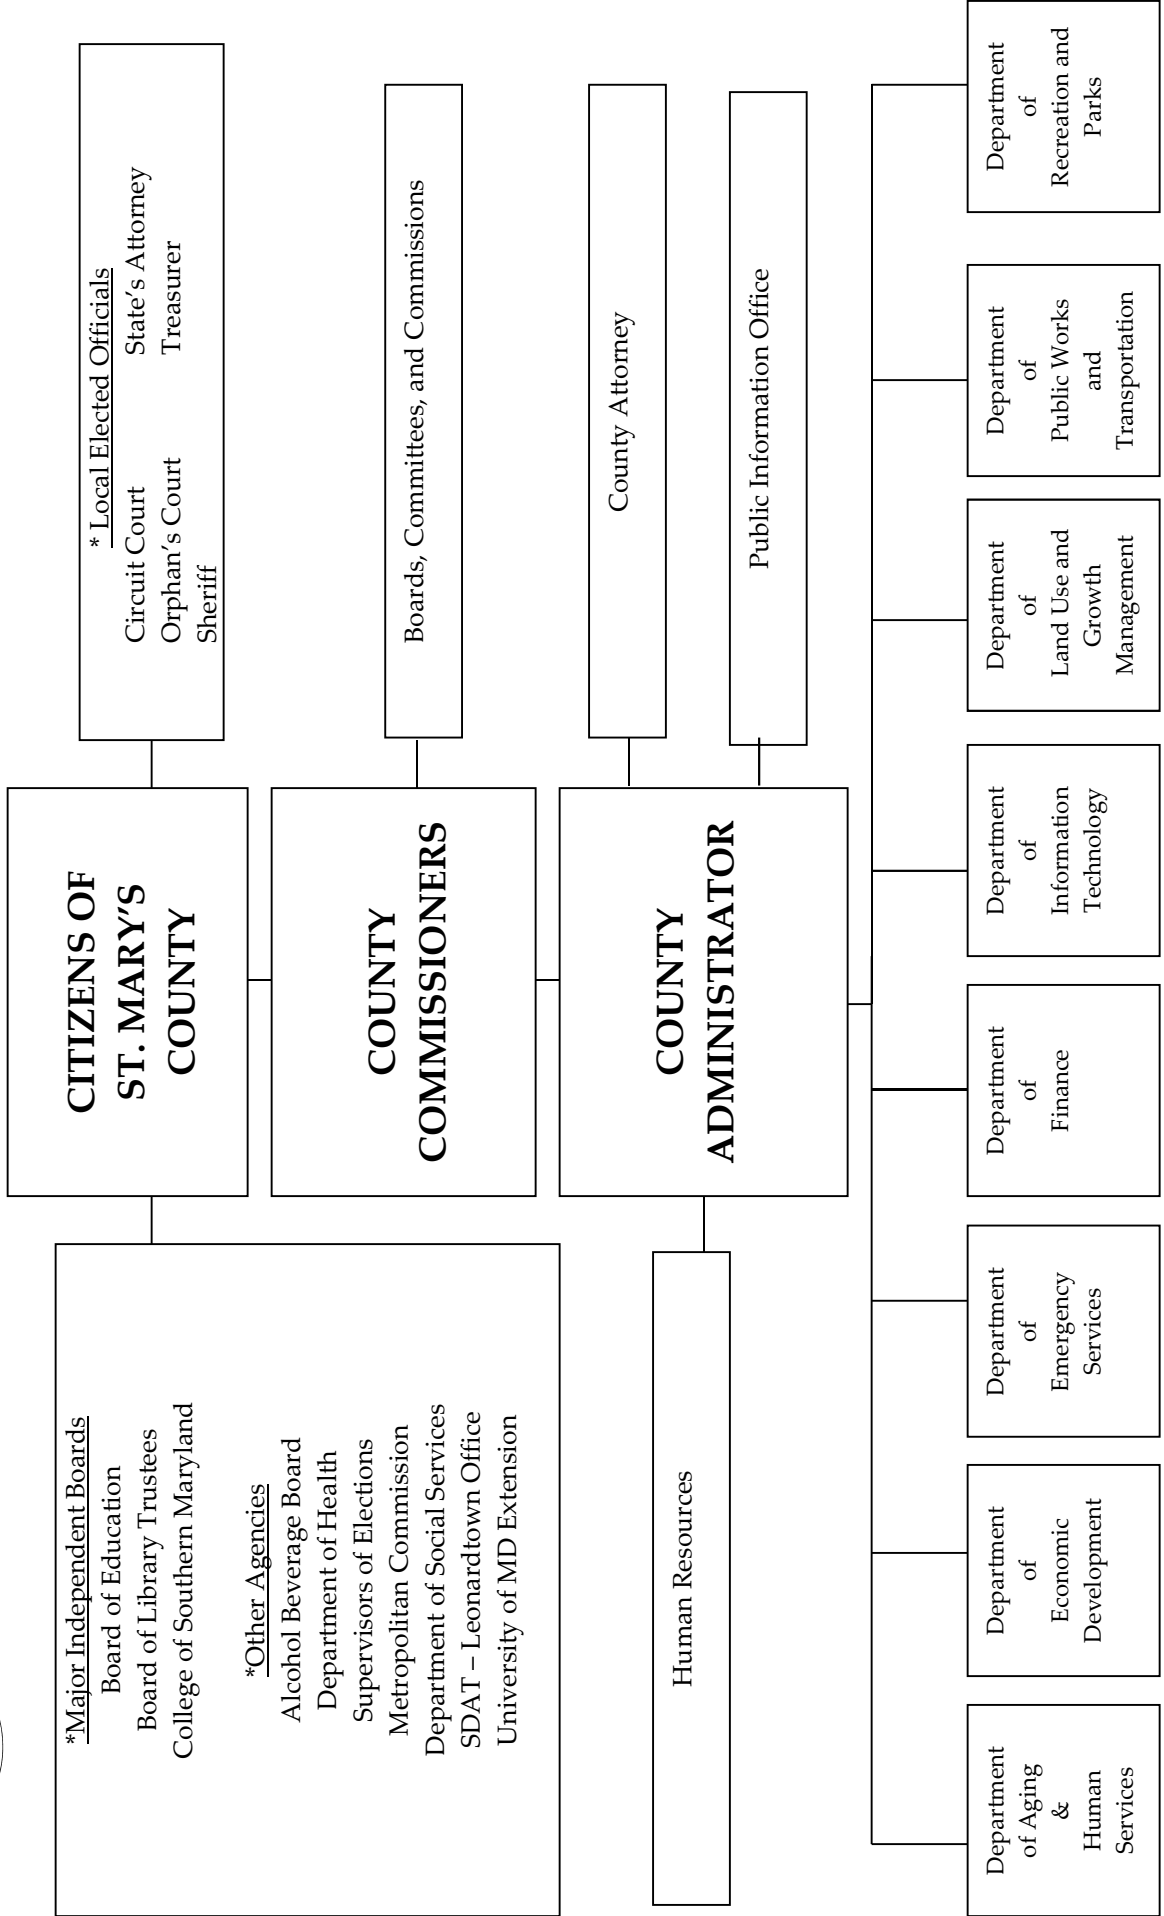 CITIZENS OF
ST. MARY'S
COUNTY
*Major Independent Boards
Board of Education
Board of Library Trustees
College of Southern Maryland
*Other Agencies
Alcohol Beverage Board
Department of Health
Supervisors of Elections
Metropolitan Commission
Department of Social Services
SDAT – Leonardtown Office
University of MD Extension
* Local Elected Officials
Circuit Court State's Attorney
Orphan's Court Treasurer
Sheriff
COUNTY
COMMISSIONERS
Boards, Committees, and Commissions
COUNTY
ADMINISTRATOR
County Attorney
Public Information Office
Human Resources
Department
of Aging
&
Human
Services
Department
of
Economic
Development
Department
of
Emergency
Services
Department
of
Finance
Department
of
Information
Technology
Department
of
Land Use and
Growth
Management
Department
of
Public Works
and
Transportation
Department
of
Recreation and
Parks